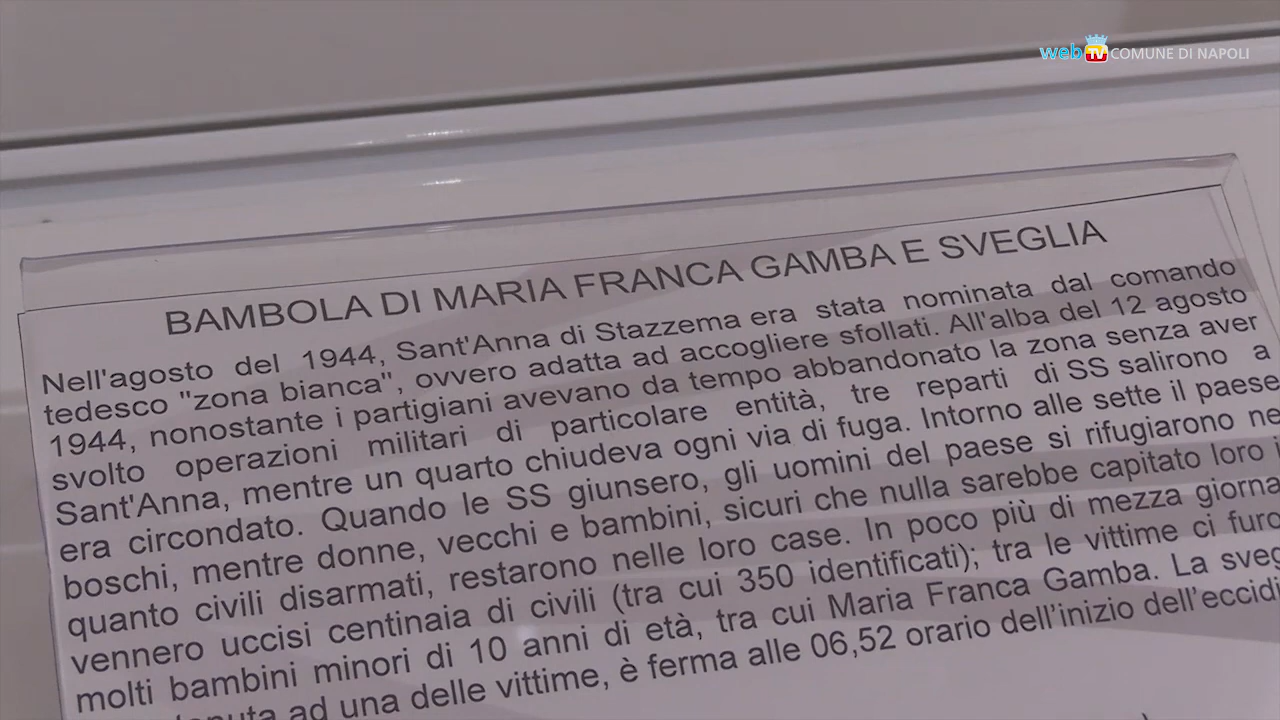 web TV COMUNE DI NAPOLI
BAMBOLA DI MARIA FRANCA GAMBA E SVEGLIA
Nell'agosto del 1944, Sant'Anna di Stazzema era stata nominata dal comando
tedesco "zona bianca", ovvero adatta ad accogliere sfollati. All'alba del 12 agosto
1944, nonostante i partigiani avevano da tempo abbandonato la zona senza aver
svolto operazioni militari di particolare entità, tre reparti di SS salirono a
Sant'Anna, mentre un quarto chiudeva ogni via di fuga. Intorno alle sette il paese
era circondato. Quando le SS giunsero, gli uomini del paese si rifugiarono
boschi, mentre donne, vecchi e bambini, sicuri che nulla sarebbe capitato loro
quanto civili disarmati, restarono nelle loro case. In poco più di mezza giorna
vennero uccisi centinaia di civili (tra cui 350 identificati); tra le vittime ci
molti bambini minori di 10 anni di età, tra cui Maria Franca Gamba. La
ad una delle vittime, è ferma alle 06,52 orario dell'inizio dell'eccidi